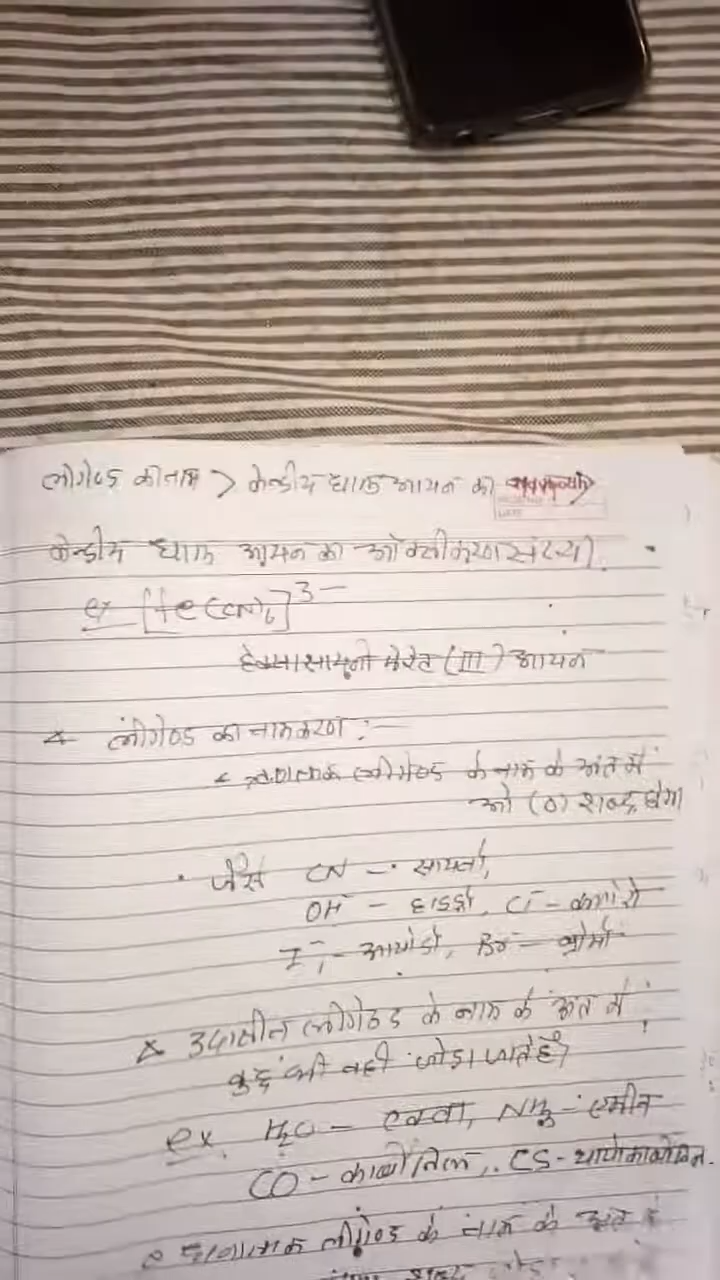 लीगेण्ड का नाम > केन्द्रीय धातु आयन का
केन्द्रीय धातु आयन का ऑक्सीकरण संख्या.
ex [Fe(CN)6]3−
हेक्सा सायनो फेरेट (III) आयन
लीगेण्ड का नामकरण :−
ऋणात्मक लीगेण्ड के नाम के अंत में
ओ (O) शब्द होगा
जैसे CN − सायनो,
OH− − हाइड्रो, Cl− − क्लोरो
I− − आयोडो, Br − ब्रोमो
उदासीन लीगेण्ड के नाम के अंत में
कुछ भी नही जोड़ा जाते है।
ex. H2O − एक्वा, NH3 − एमीन
CO − कार्बोनिल, CS − थायोकार्बोनिल.
धनात्मक लीगेण्ड के नाम के अंत में
शब्द